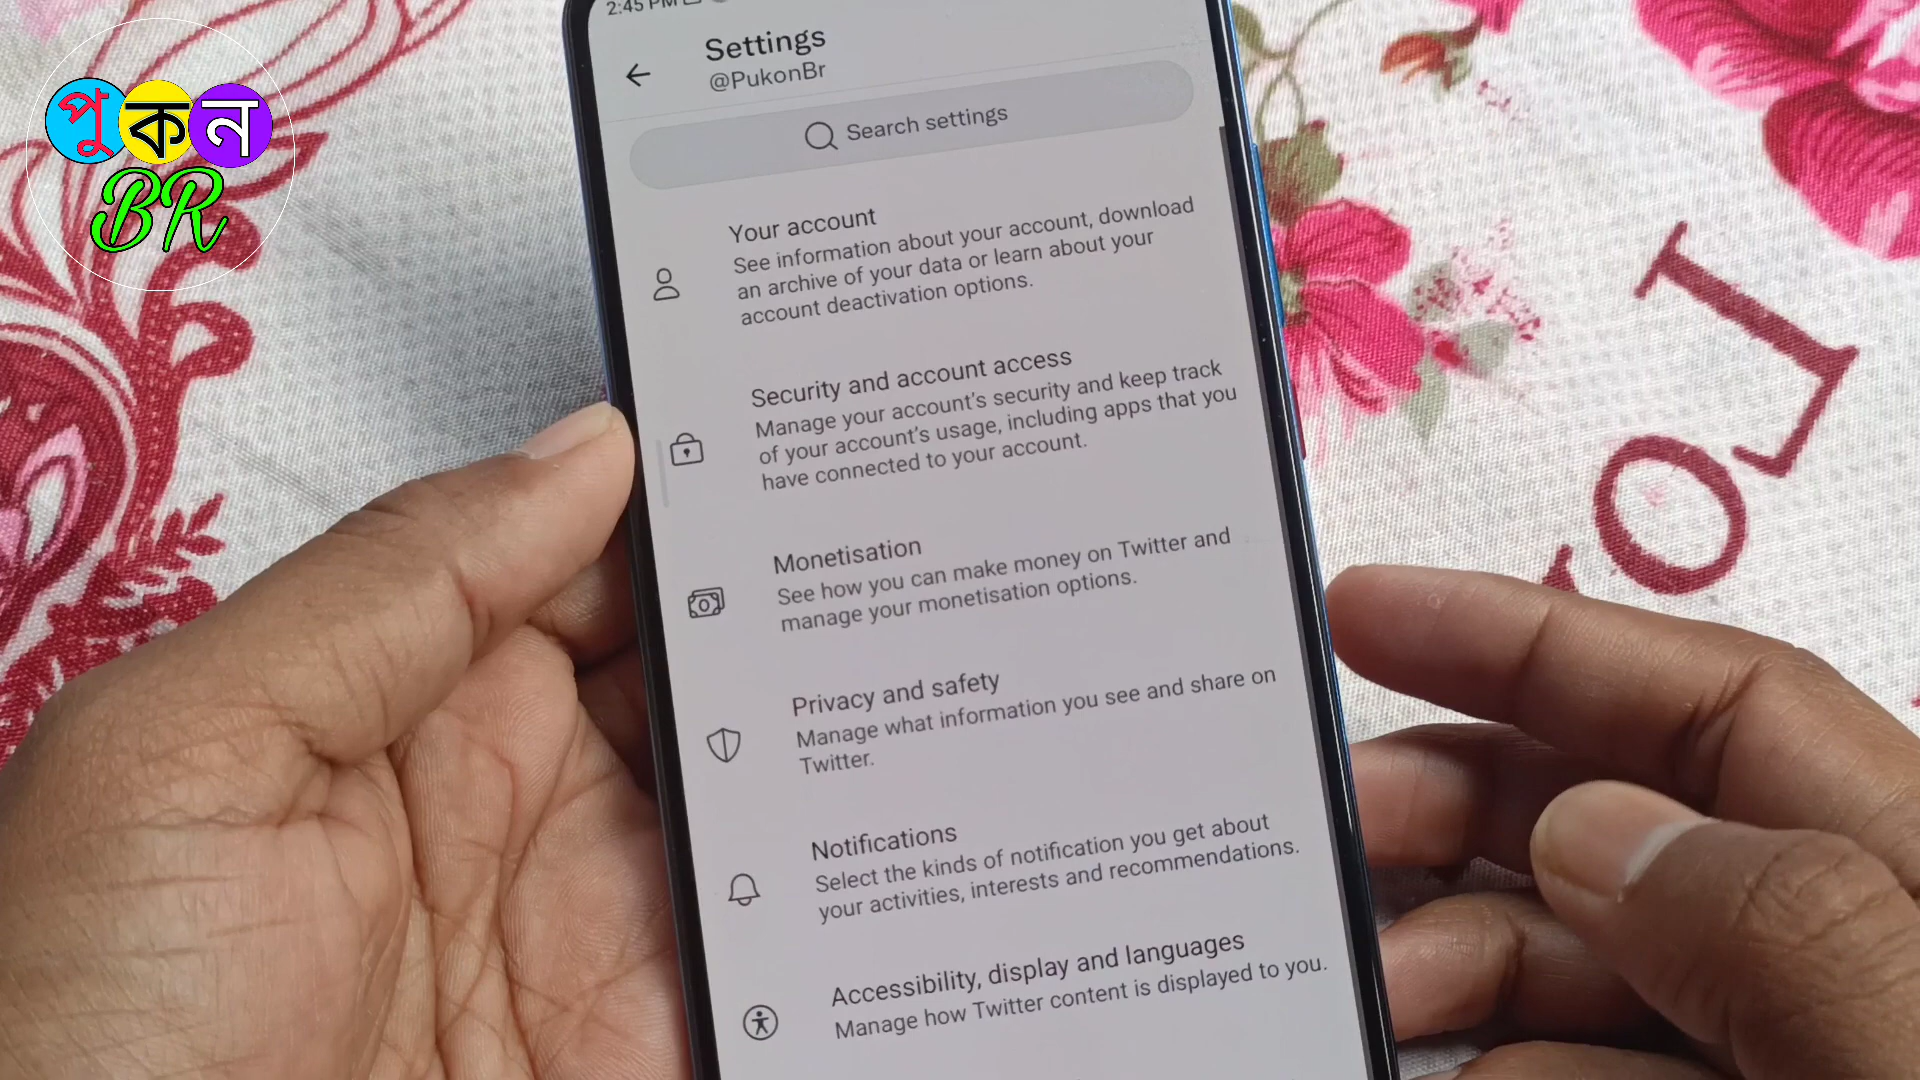 পুকন
BR
2:45 PM
Settings
@PukonBr
Search settings
Your account
See information about your account, download
an archive of your data or learn about your
account deactivation options.
Security and account access
Manage your account's security and keep track
of your account's usage, including apps that you
have connected to your account.
Monetisation
See how you can make money on Twitter and
manage your monetisation options.
Privacy and safety
Manage what information you see and share on
Twitter.
Notifications
Select the kinds of notification you get about
your activities, interests and recommendations.
Accessibility, display and languages
Manage how Twitter content is displayed to you.